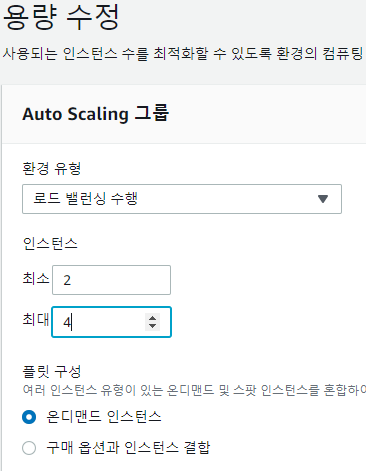 용량 수정
사용되는 인스턴스 수를 최적화할 수 있도록 환경의 컴퓨팅
Auto Scaling 그룹
환경 유형
로드 밸런싱 수행
인스턴스
최소 2
최대 4
플릿 구성
여러 인스턴스 유형이 있는 온디맨드 및 스팟 인스턴스를 혼합하여
온디맨드 인스턴스
구매 옵션과 인스턴스 결합